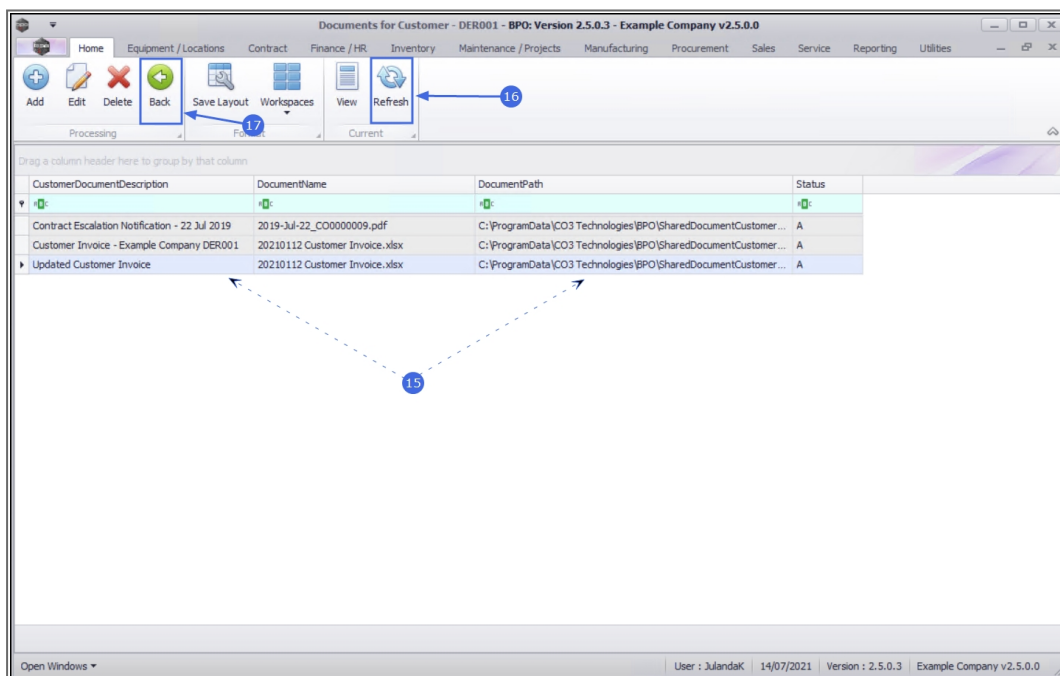 Documents for Customer - DER001 - BPO: Version 2.5.0.3 - Example Company v2.5.0.0
Home Equipment / Locations Contract Finance / HR Inventory Maintenance / Projects Manufacturing Procurement Sales Service Reporting Utilities
Add Edit Delete Back Save Layout Workspaces View Refresh
16
17
Processing Format Current
Drag a column header here to group by that column
CustomerDocumentDescription DocumentName DocumentPath Status
Contract Escalation Notification - 22 Jul 2019 2019-Jul-22_CO0000009.pdf C:\ProgramData\CO3 Technologies\BPO\SharedDocumentCustomer... A
Customer Invoice - Example Company DER001 20210112 Customer Invoice.xlsx C:\ProgramData\CO3 Technologies\BPO\SharedDocumentCustomer... A
Updated Customer Invoice 20210112 Customer Invoice.xlsx C:\ProgramData\CO3 Technologies\BPO\SharedDocumentCustomer... A
15
Open Windows User : JulandaK 14/07/2021 Version : 2.5.0.3 Example Company v2.5.0.0